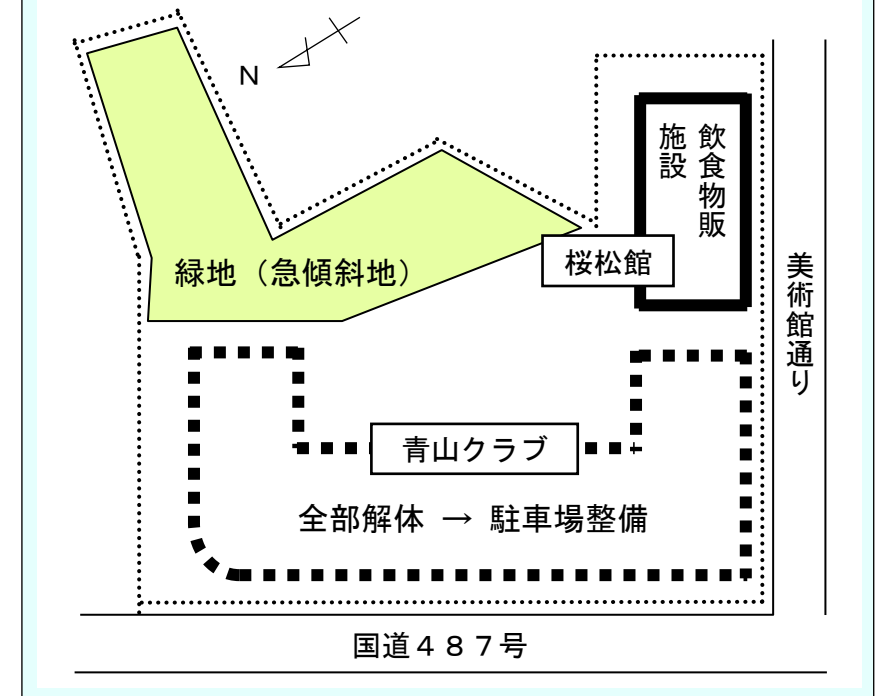 N
飲食物販
施設
桜松館
緑地（急傾斜地）
美術館通り
青山クラブ
全部解体 → 駐車場整備
国道４８７号